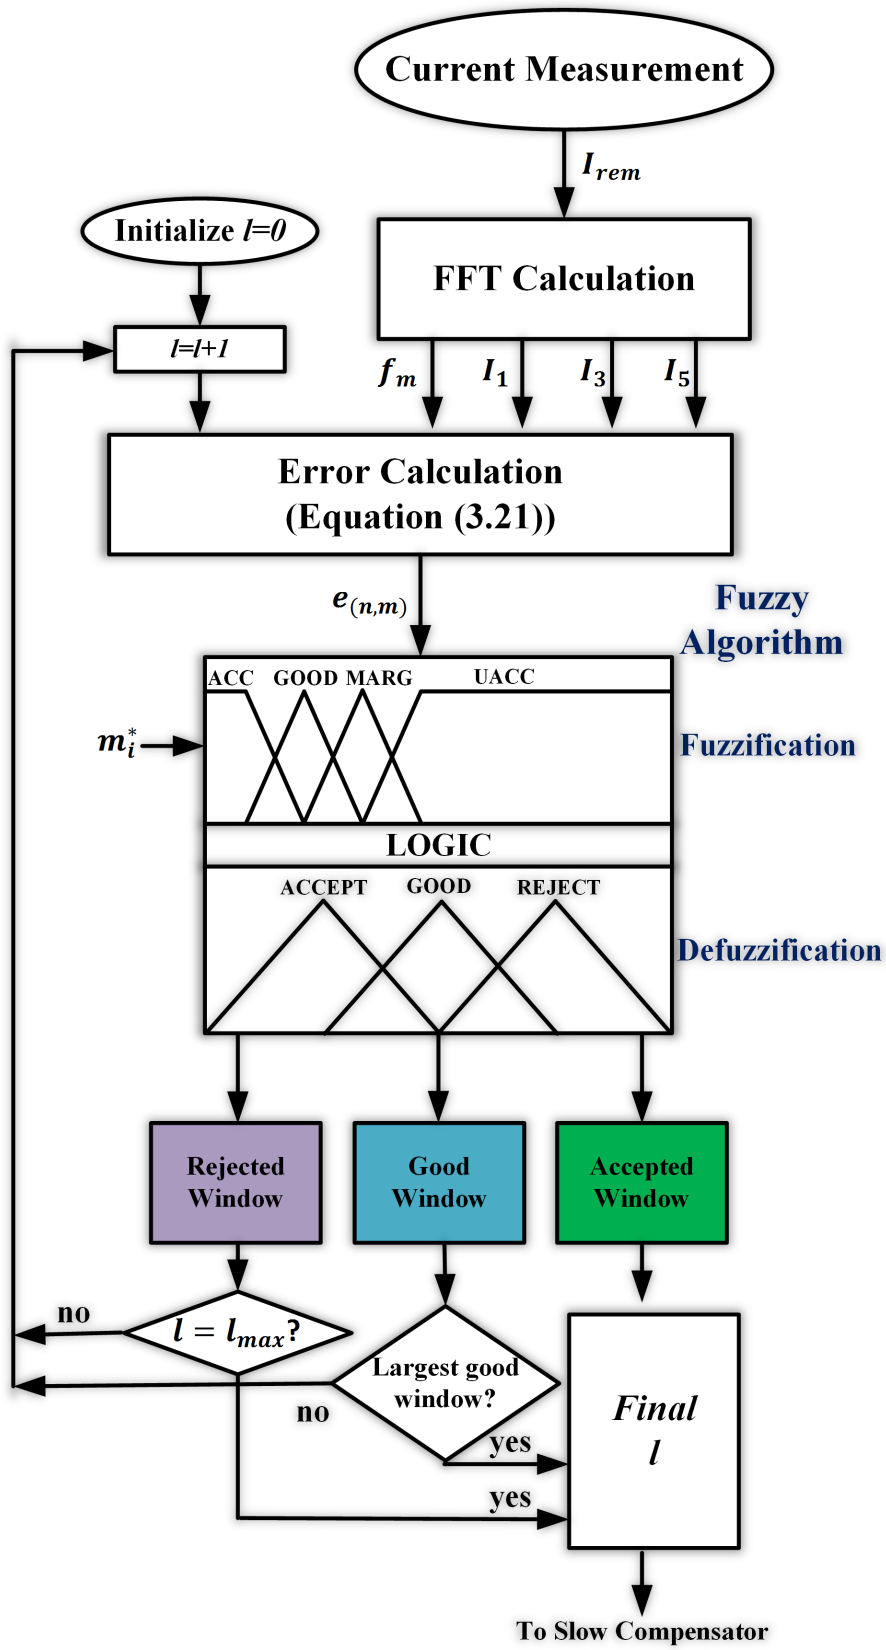 Current Measurement
I_rem
Initialize l=0
FFT Calculation
l=l+1
f_m I_1 I_3 I_5
Error Calculation
(Equation (3.21))
e_(n,m)
Fuzzy
Algorithm
ACC GOOD MARG UACC
m_i^*
Fuzzification
LOGIC
ACCEPT GOOD REJECT
Defuzzification
Rejected
Window
Good
Window
Accepted
Window
no
l = l_max?
Largest good
window?
no
yes
yes
Final
l
To Slow Compensator